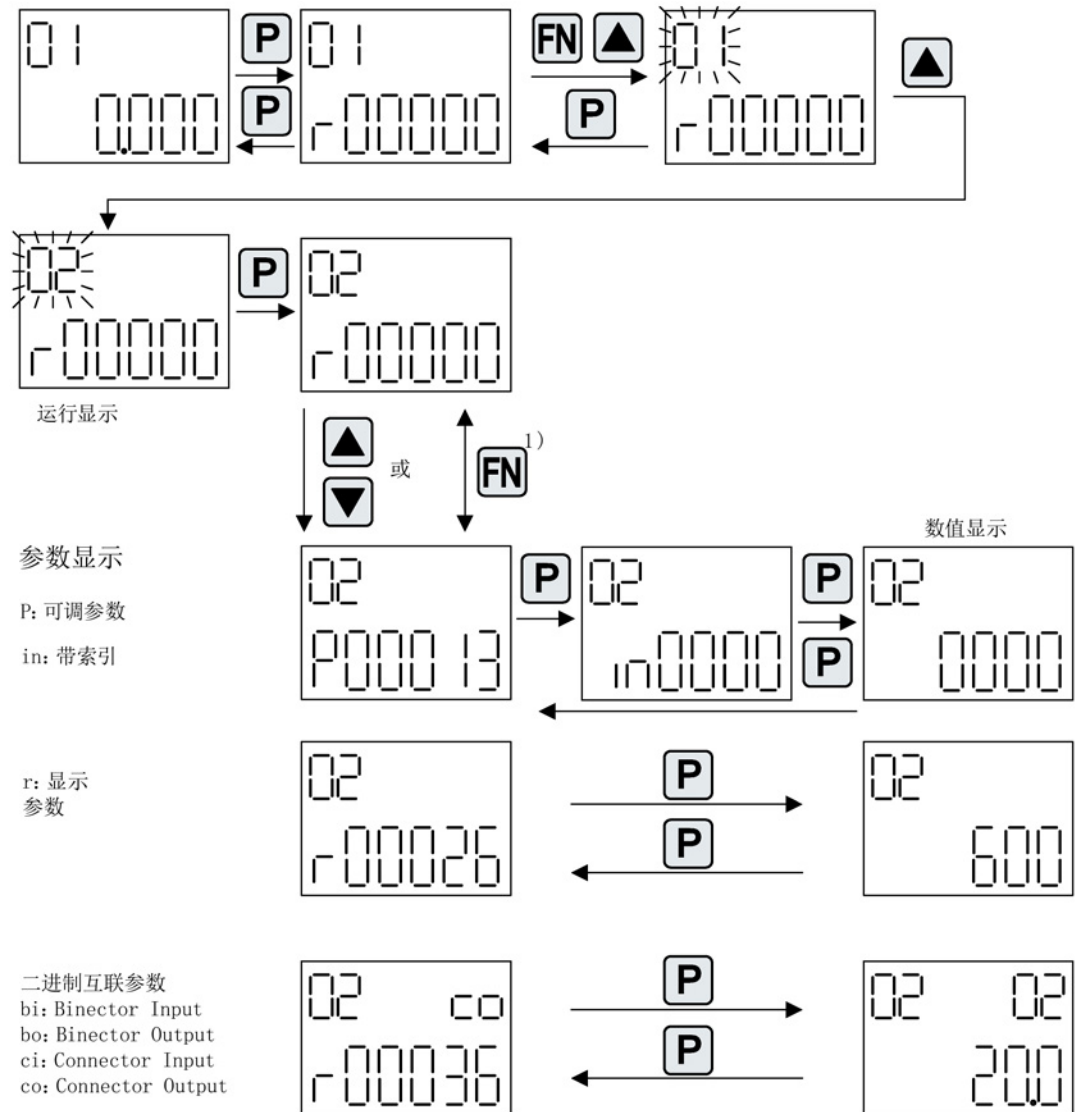 01 P 01 FN ▲ 01 ▲
0.000 P r00000 P r00000
02 P 02
r00000 r00000
运行显示
▲ 或 FN 1)
▼
数值显示
参数显示
02 P 02 P 02
P: 可调参数
P00013 in0000 P 0000
in: 带索引
02 P 02
r: 显示
参数
r00026 P 600
二进制互联参数
bi: Binector Input
bo: Binector Output
ci: Connector Input
co: Connector Output
02 co P 02 02
r00036 P 20.0